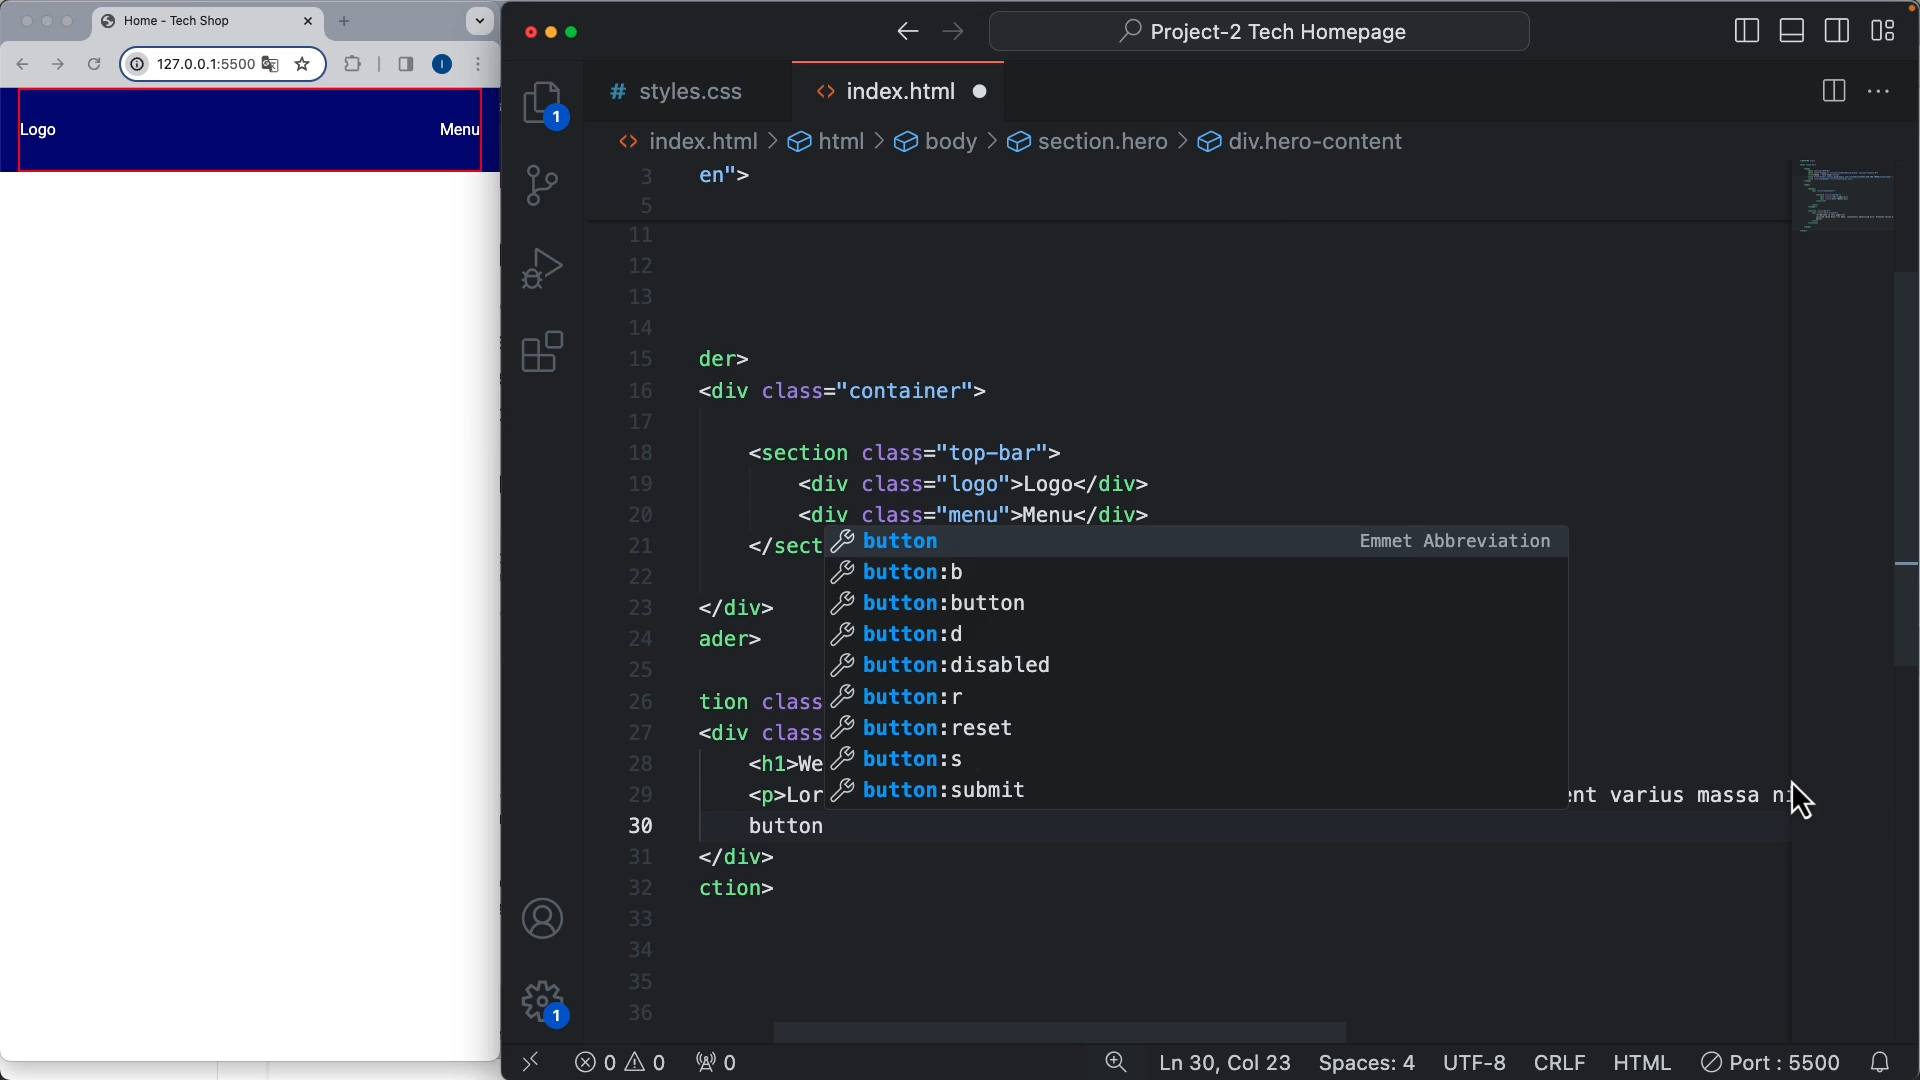 Home - Tech Shop
127.0.0.1:5500
I
Logo
Menu
Project-2 Tech Homepage
# styles.css
<> index.html
<> index.html > html > body > section.hero > div.hero-content
1
3 en">
5
11
12
13
14
15 der>
16 <div class="container">
17
18 <section class="top-bar">
19 <div class="logo">Logo</div>
20 <div class="menu">Menu</div>
21 </sect
button Emmet Abbreviation
button:b
22
button:button
23 </div>
button:d
24 ader>
button:disabled
25
button:r
26 tion class
button:reset
27 <div class
button:s
28 <h1>We
button:submit
29 <p>Lor nt varius massa
30 button
31 </div>
32 ction>
33
34
35
36
1
0 0 0
Ln 30, Col 23
Spaces: 4
UTF-8
CRLF
HTML
Port : 5500